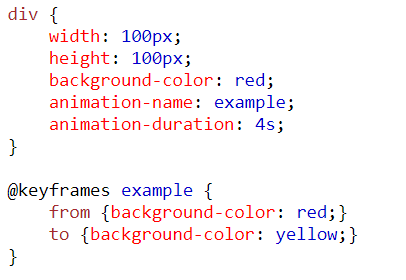 div {
    width: 100px;
    height: 100px;
    background-color: red;
    animation-name: example;
    animation-duration: 4s;
}

@keyframes example {
    from {background-color: red;}
    to {background-color: yellow;}
}